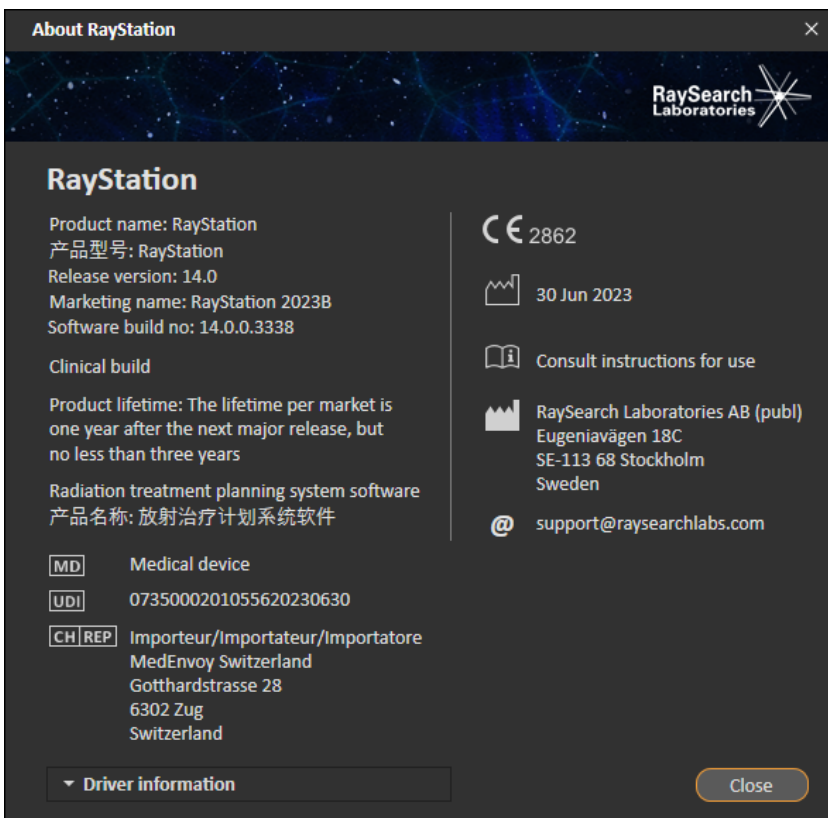 About RayStation
RaySearch
Laboratories
RayStation
Product name: RayStation
产品型号: RayStation
Release version: 14.0
Marketing name: RayStation 2023B
Software build no: 14.0.0.3338
Clinical build
Product lifetime: The lifetime per market is
one year after the next major release, but
no less than three years
Radiation treatment planning system software
产品名称: 放射治疗计划系统软件
MD Medical device
UDI 0735000201055620230630
CH REP Importeur/Importateur/Importatore
MedEnvoy Switzerland
Gotthardstrasse 28
6302 Zug
Switzerland
CE 2862
30 Jun 2023
Consult instructions for use
RaySearch Laboratories AB (publ)
Eugeniavägen 18C
SE-113 68 Stockholm
Sweden
@ support@raysearchlabs.com
Driver information
Close